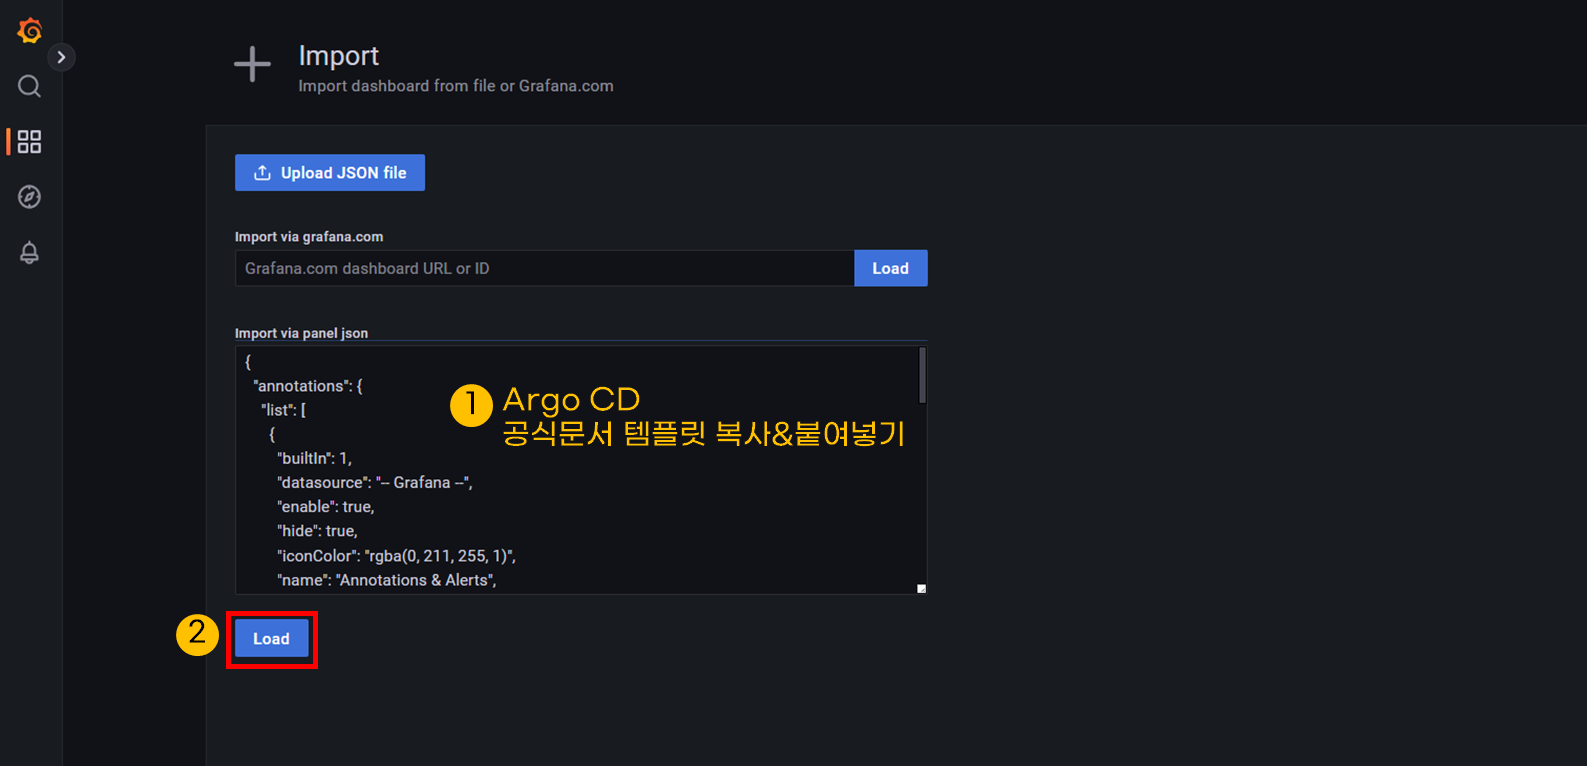 Import
Import dashboard from file or Grafana.com
Upload JSON file
Import via grafana.com
Grafana.com dashboard URL or ID
Load
Import via panel json
{
"annotations": {
"list": [
{
"builtIn": 1,
"datasource": "-- Grafana --",
"enable": true,
"hide": true,
"iconColor": "rgba(0, 211, 255, 1)",
"name": "Annotations & Alerts",
1 Argo CD
공식문서 템플릿 복사&붙여넣기
2 Load